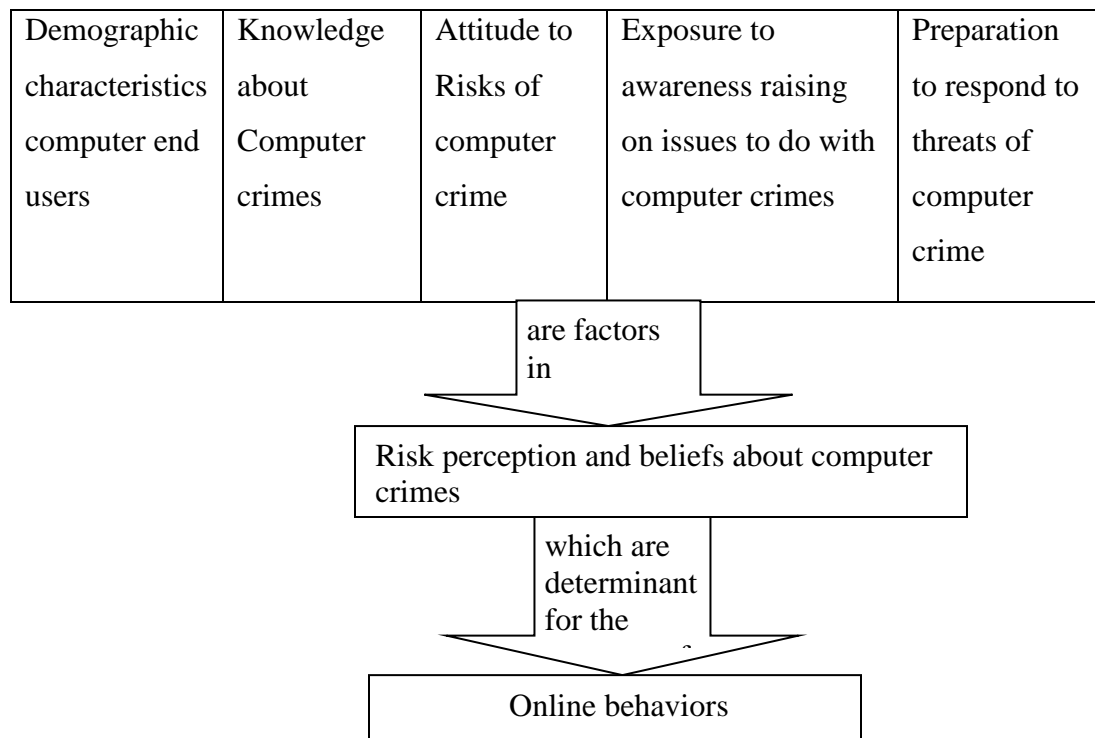 Demographic
characteristics
computer end
users
Knowledge
about
Computer
crimes
Attitude to
Risks of
computer
crime
Exposure to
awareness raising
on issues to do with
computer crimes
Preparation
to respond to
threats of
computer
crime
are factors
in
Risk perception and beliefs about computer
crimes
which are
determinant
for the
Online behaviors